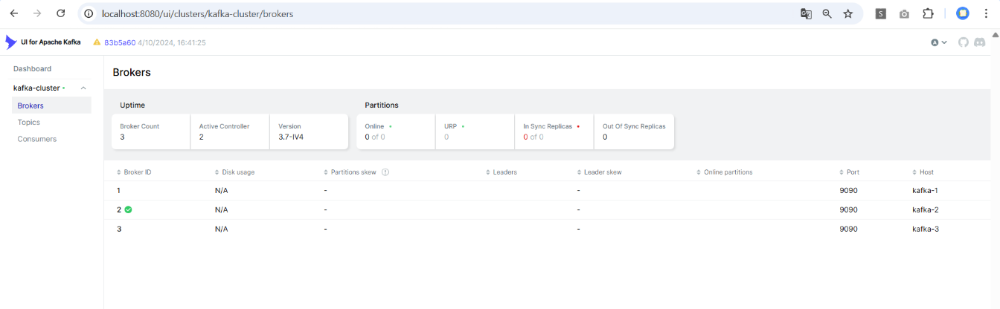 localhost:8080/ui/clusters/kafka-cluster/brokers
S
UI for Apache Kafka 83b5a60 4/10/2024, 16:41:25
A
Dashboard
kafka-cluster
Brokers
Topics
Consumers
Brokers
Uptime Partitions
Broker Count Active Controller Version Online URP In Sync Replicas Out Of Sync Replicas
3 2 3.7-IV4 0 of 0 0 0 of 0 0
Broker ID Disk usage Partitions skew Leaders Leader skew Online partitions Port Host
1 N/A - - 9090 kafka-1
2 N/A - - 9090 kafka-2
3 N/A - - 9090 kafka-3